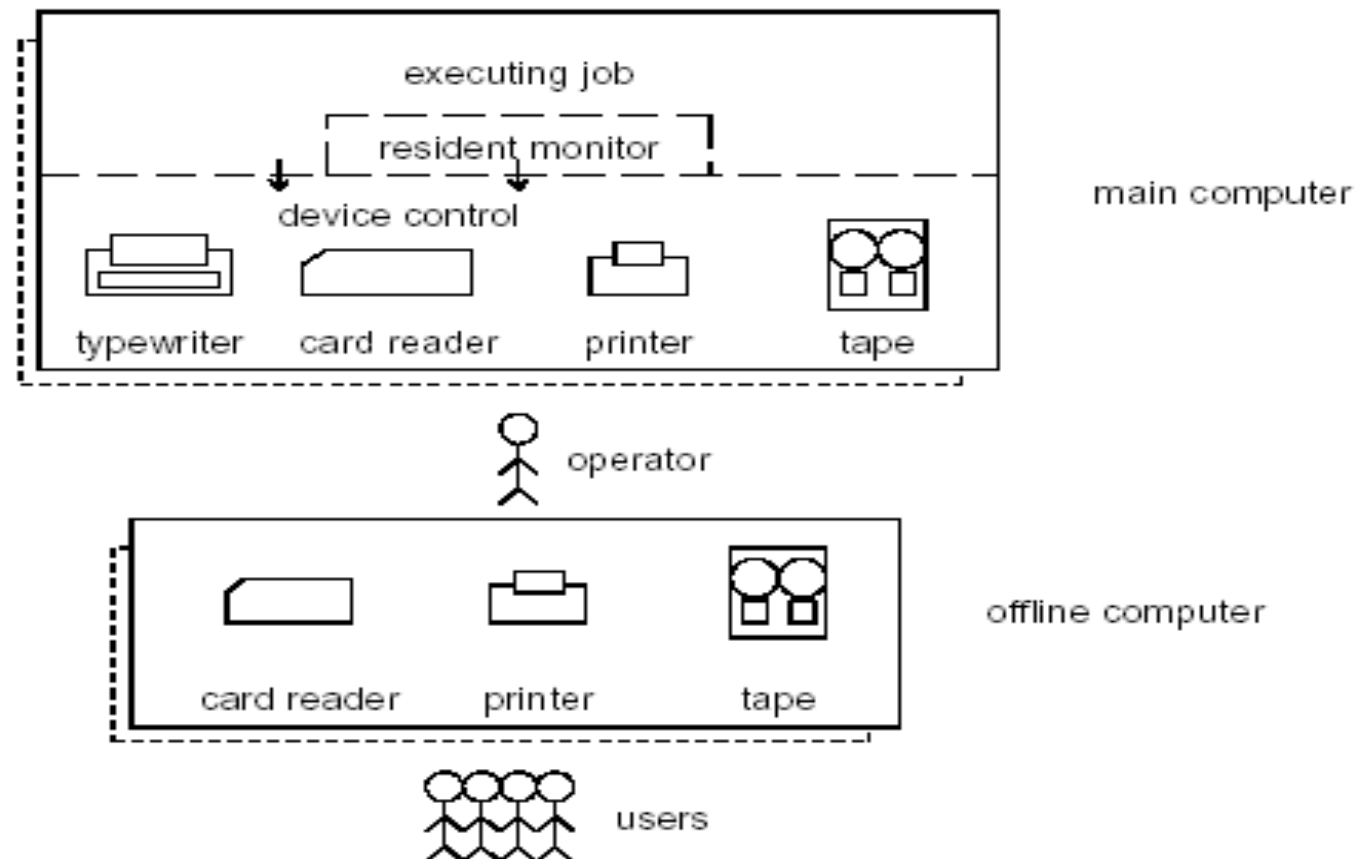 executing job
resident monitor
main computer
device control
typewriter card reader printer tape
operator
offline computer
card reader printer tape
users